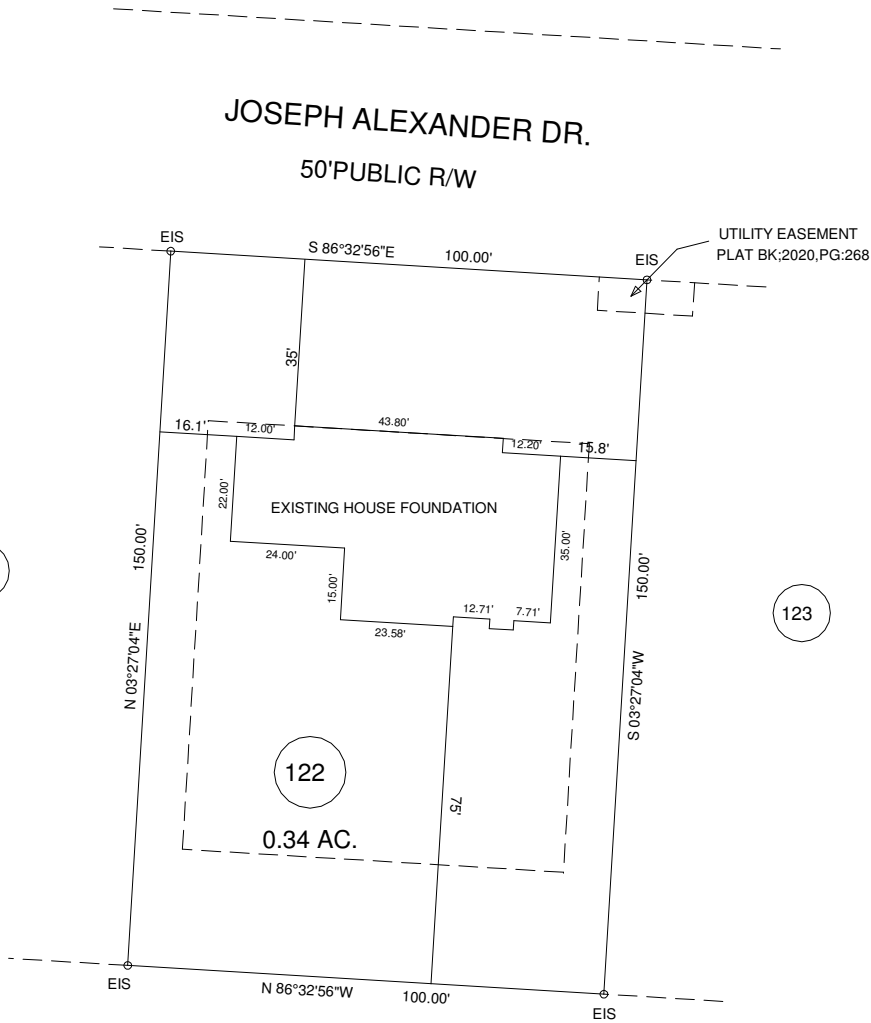 JOSEPH ALEXANDER DR.
50'PUBLIC R/W
UTILITY EASEMENT
PLAT BK;2020,PG:268
EIS
S 86°32'56"E
100.00'
EIS
35'
16.1'
12.00'
43.80'
12.20'
15.8'
22.00'
EXISTING HOUSE FOUNDATION
35.00'
24.00'
15.00'
23.58'
12.71'
7.71'
150.00'
N 03°27'04"E
150.00'
S 03°27'04"W
123
122
0.34 AC.
75'
EIS
N 86°32'56"W
100.00'
EIS